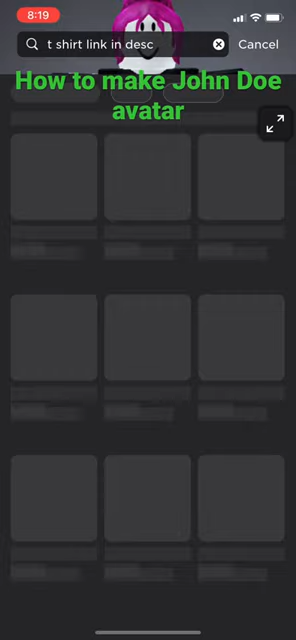 8:19
t shirt link in desc
Cancel
How to make John Doe
avatar